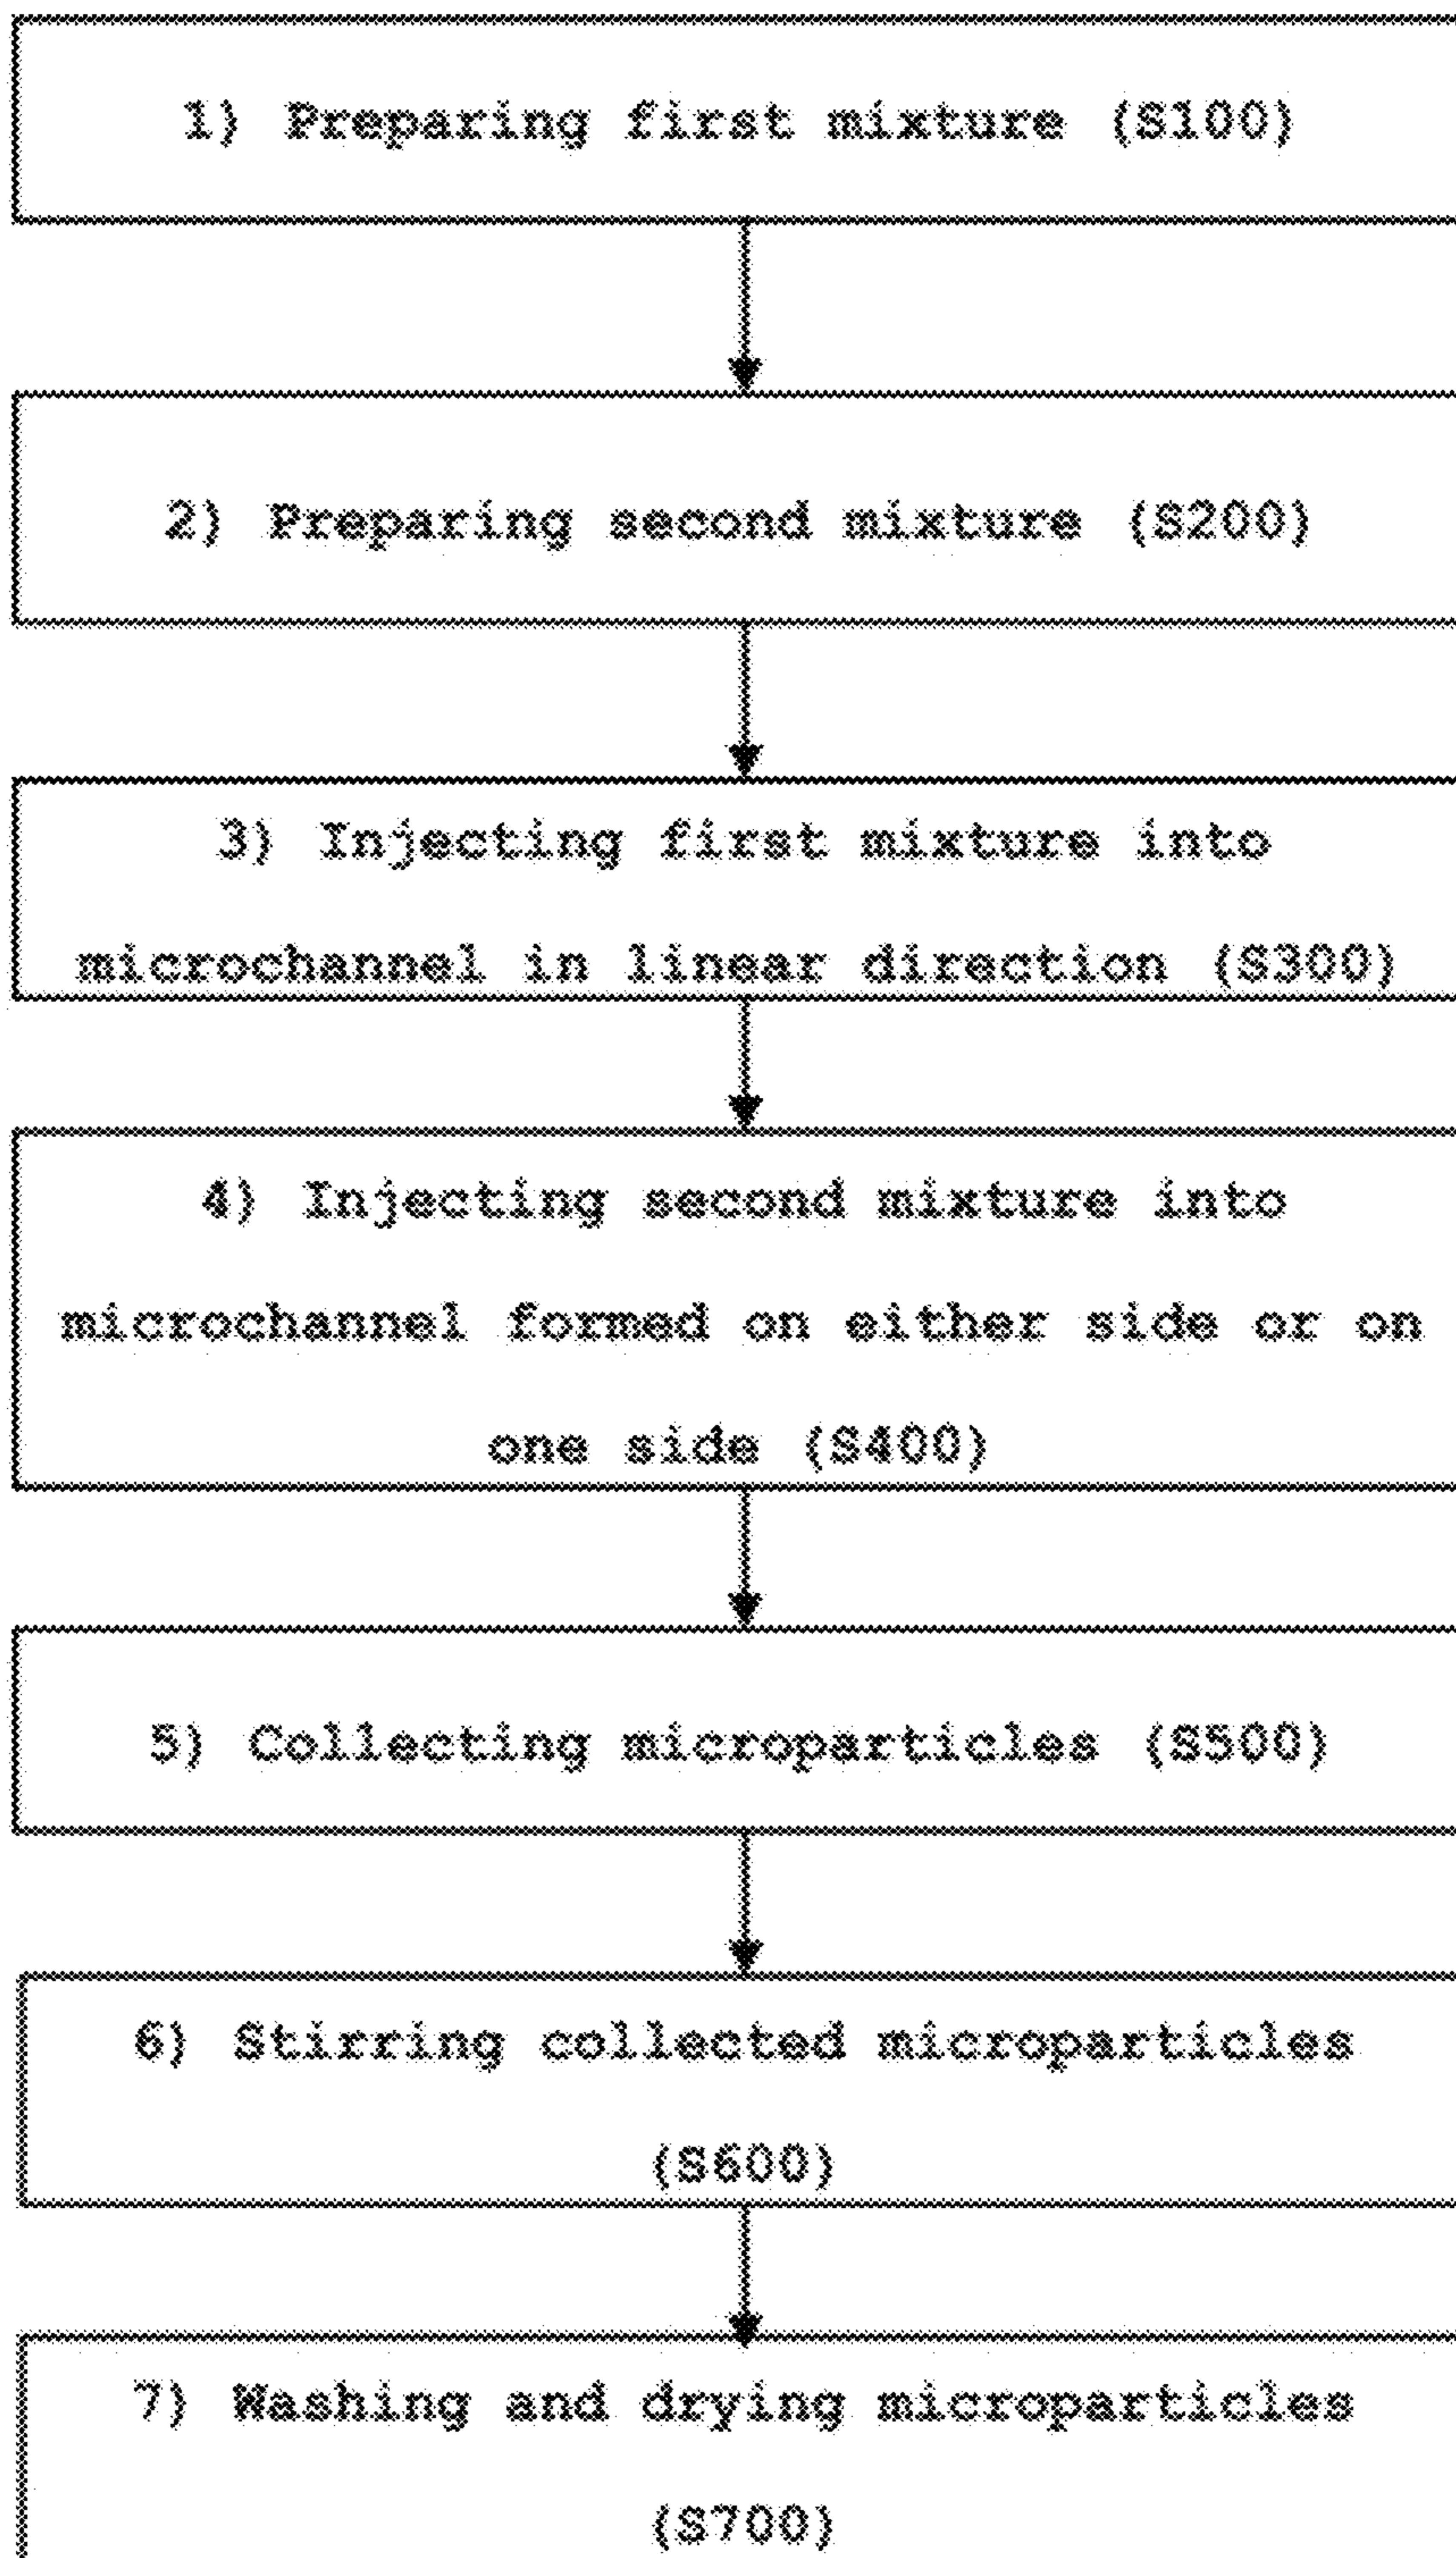 1) Preparing first mixture (S100)
2) Preparing second mixture (S200)
3) Injecting first mixture into
microchannel in linear direction (S300)
4) Injecting second mixture into
microchannel formed on either side or on
one side (S400)
5) Collecting microparticles (S500)
6) Stirring collected microparticles
(S600)
7) Washing and drying microparticles
(S700)